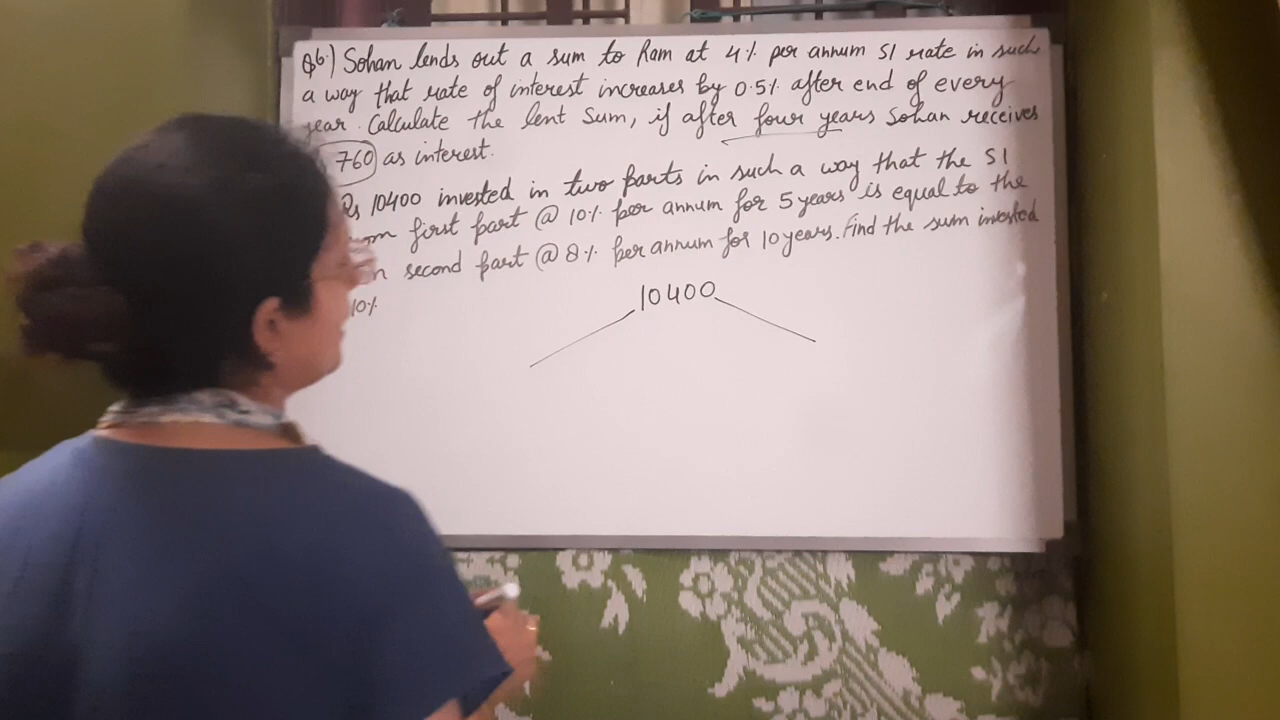 Q6.) Sohan lends out a sum to Ram at 4% per annum SI rate in such
a way that rate of interest increases by 0.5% after end of every
year. Calculate the lent sum, if after four years Sohan receives
760 as interest.
Rs 10400 invested in two parts in such a way that the SI
first part @ 10% per annum for 5 years is equal to the
second part @ 8% per annum for 10 years. Find the sum invested
10%
10400